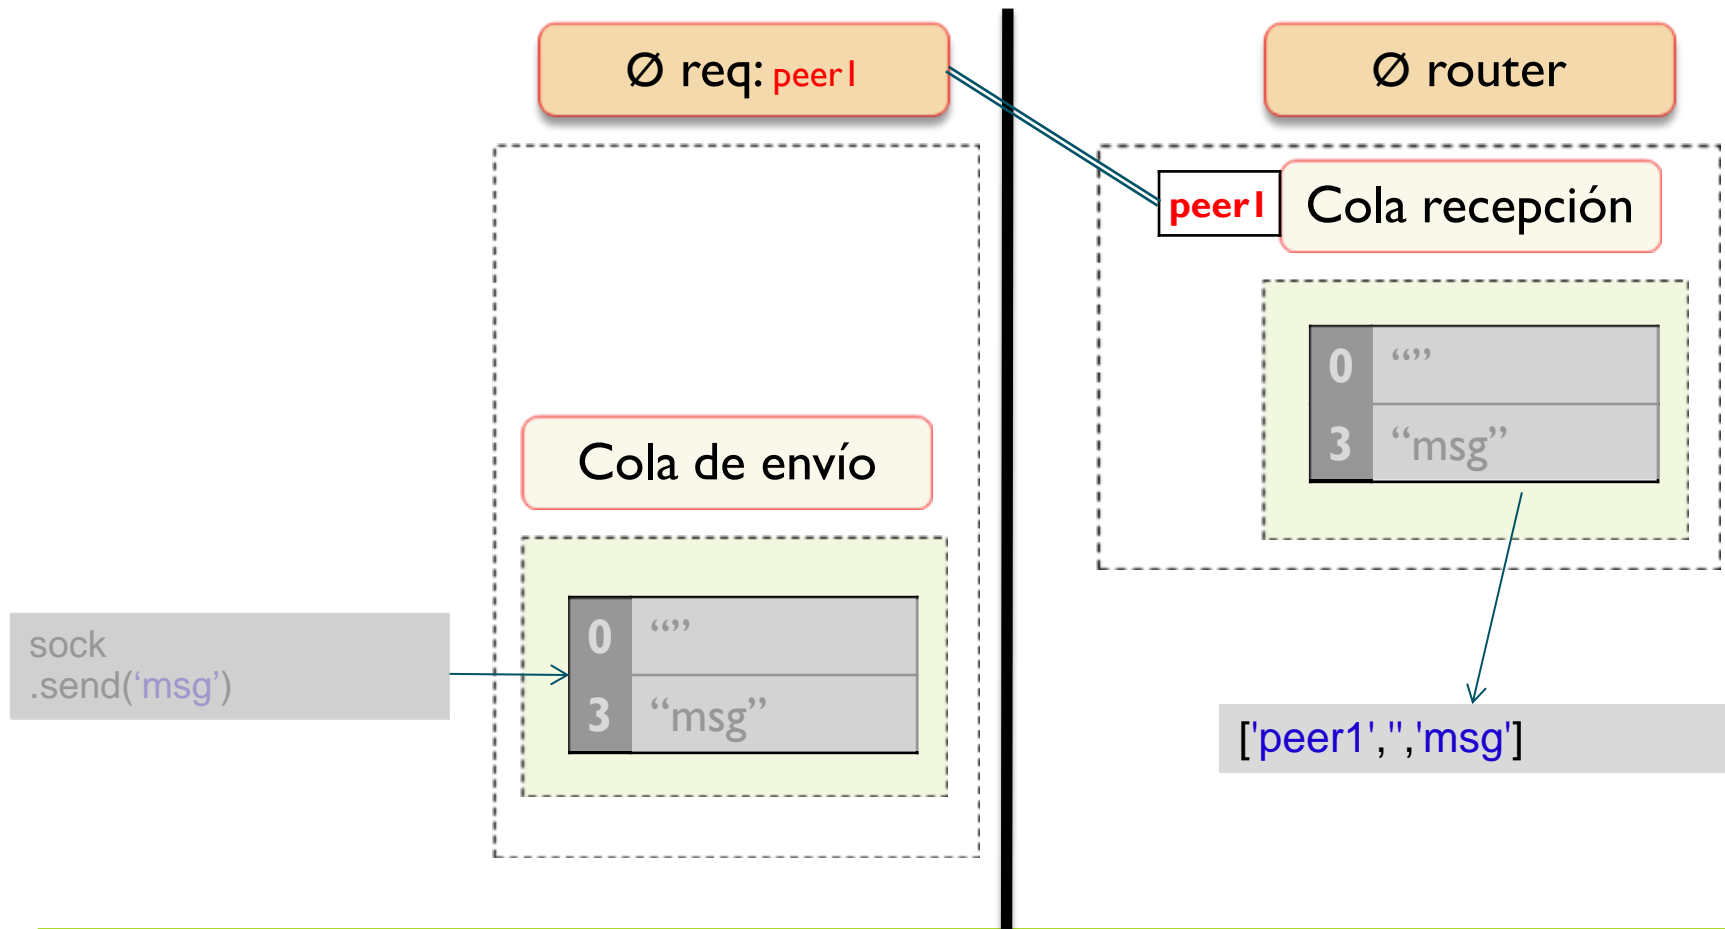 Ø req: peer1
Ø router
peer1
Cola recepción
0 “”
3 “msg”
Cola de envío
0 “”
3 “msg”
sock
.send(‘msg’)
['peer1','','msg']